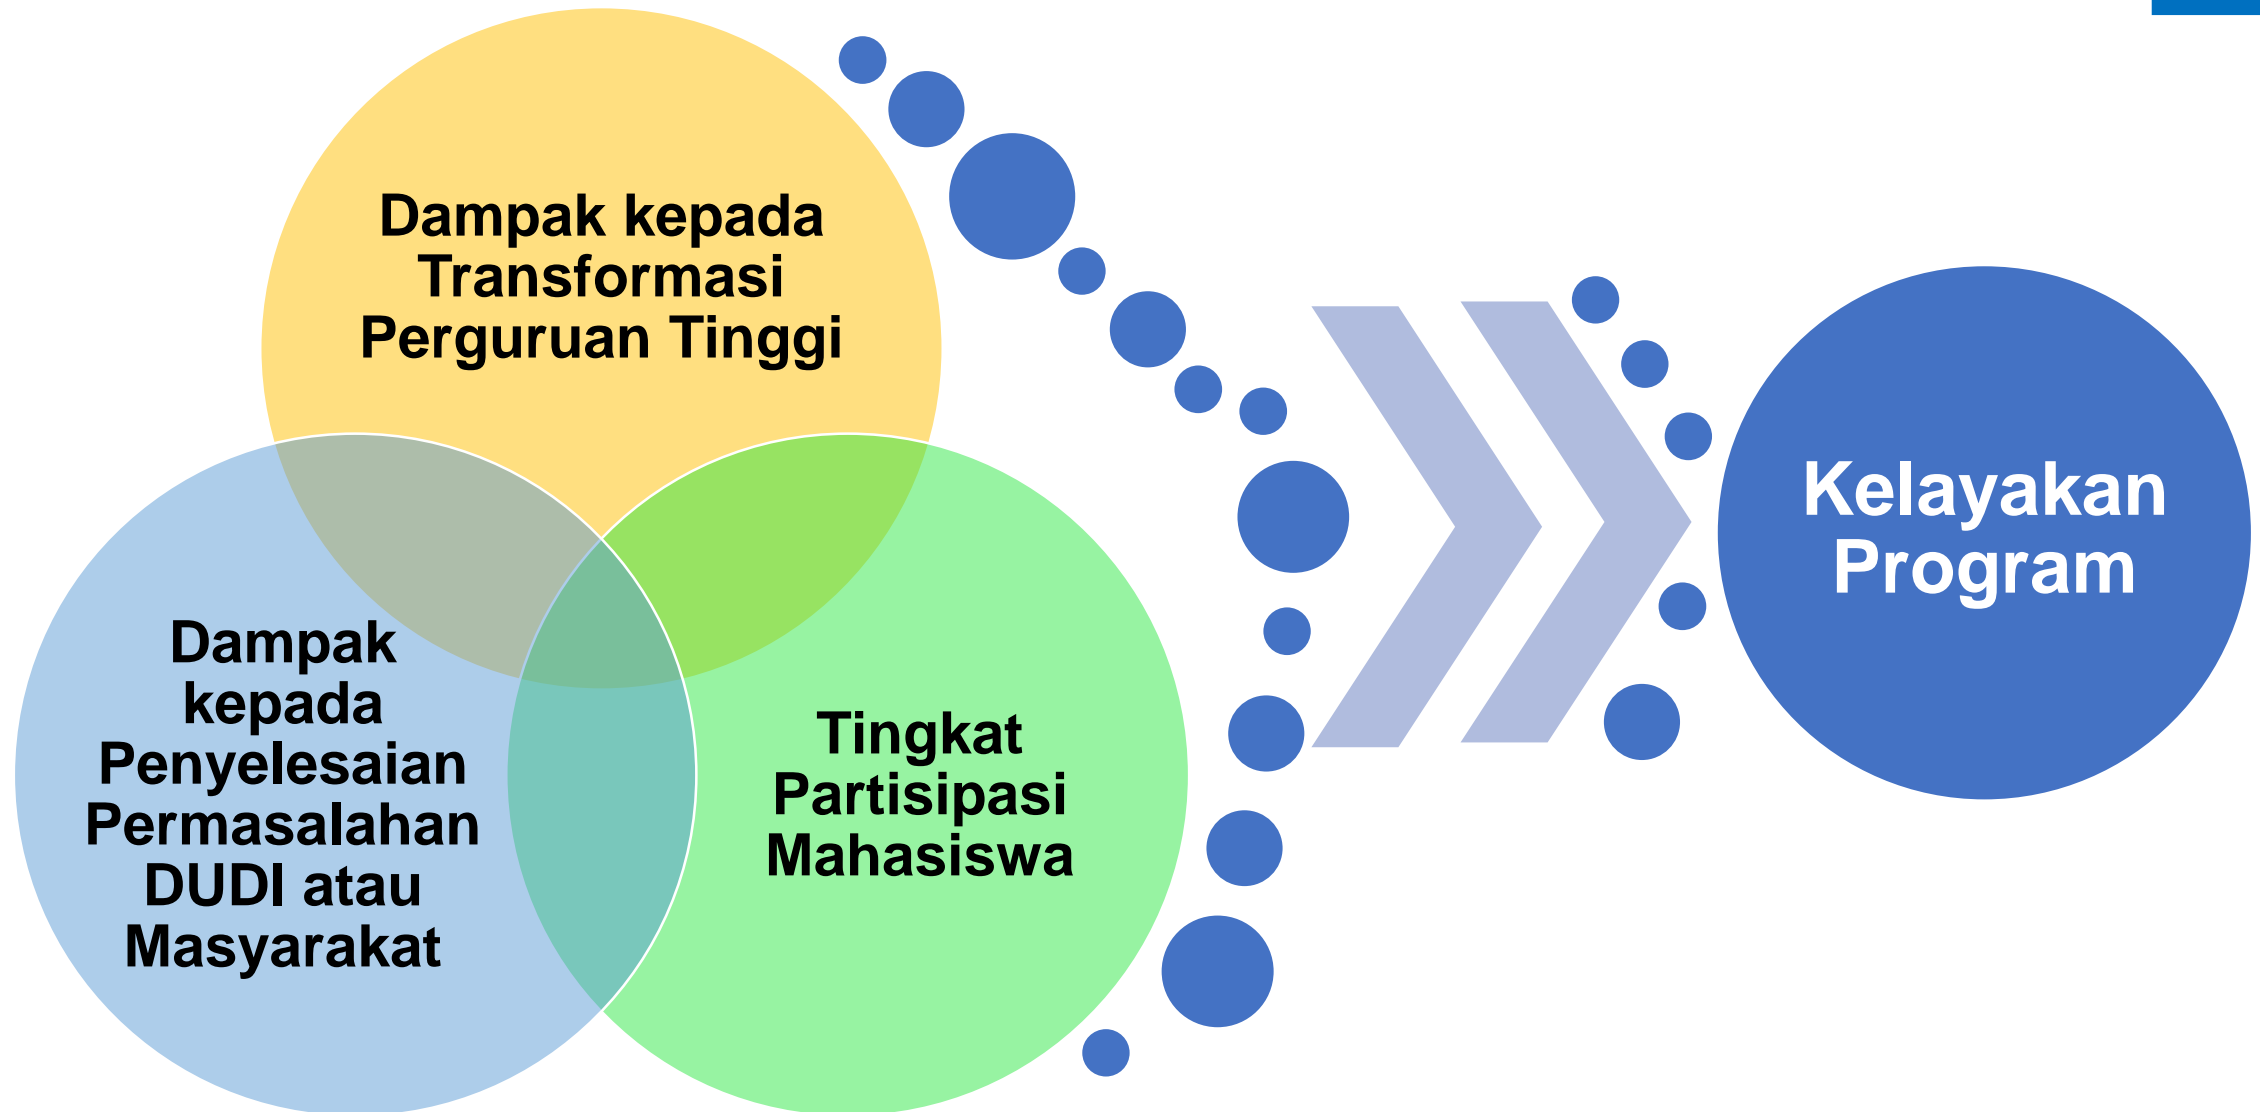 Dampak kepada
Transformasi
Perguruan Tinggi
Dampak
kepada
Penyelesaian
Permasalahan
DUDI atau
Masyarakat
Tingkat
Partisipasi
Mahasiswa
Kelayakan
Program